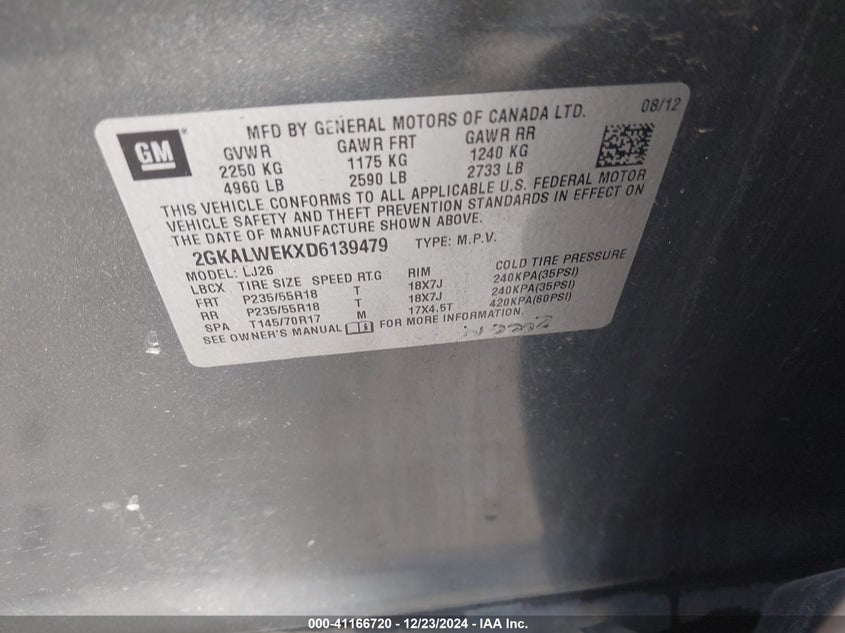 GM
®
MFD BY GENERAL MOTORS OF CANADA LTD.
08/12
GVWR GAWR FRT GAWR RR
2250 KG 1175 KG 1240 KG
4960 LB 2590 LB 2733 LB
THIS VEHICLE CONFORMS TO ALL APPLICABLE U.S. FEDERAL MOTOR
VEHICLE SAFETY AND THEFT PREVENTION STANDARDS IN EFFECT ON
THE DATE OF MANUFACTURE SHOWN ABOVE.
2GKALWEKXD6139479 TYPE: M.P.V.
MODEL: LJ26
LBCX TIRE SIZE SPEED RTG RIM COLD TIRE PRESSURE
FRT P235/55R18 T 18X7J 240KPA(35PSI)
RR P235/55R18 T 18X7J 240KPA(35PSI)
SPA T145/70R17 M 17X4.5T 420KPA(60PSI)
SEE OWNER'S MANUAL FOR MORE INFORMATION.
000-41166720 - 12/23/2024 - IAA Inc.